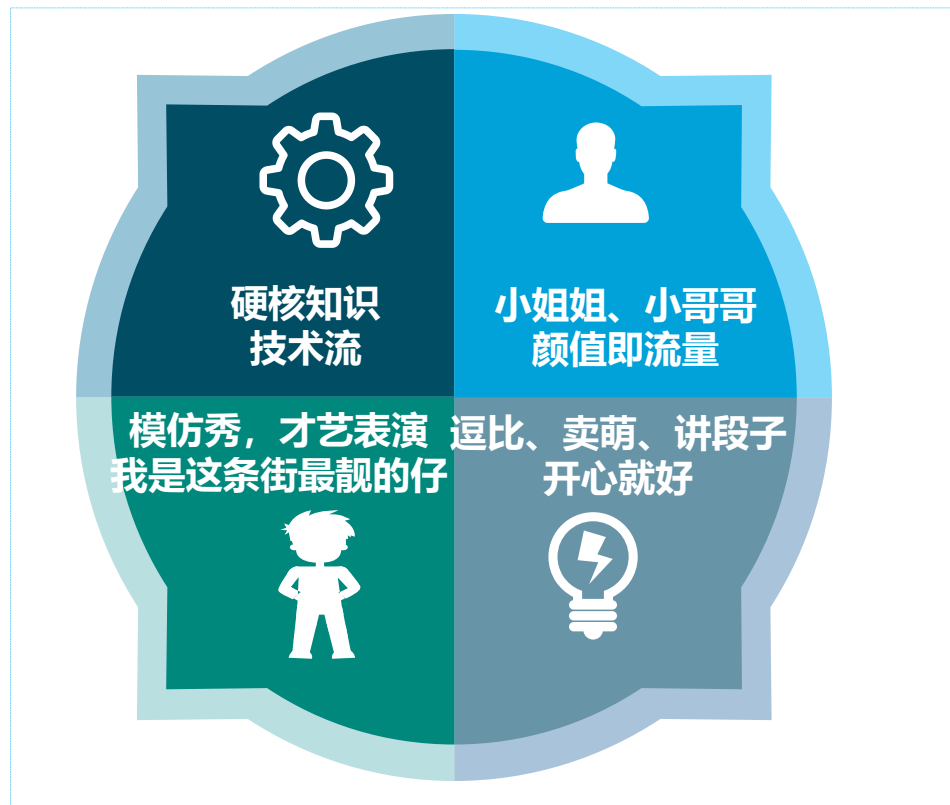 硬核知识
技术流
小姐姐、小哥哥
颜值即流量
模仿秀，才艺表演
我是这条街最靓的仔
逗比、卖萌、讲段子
开心就好